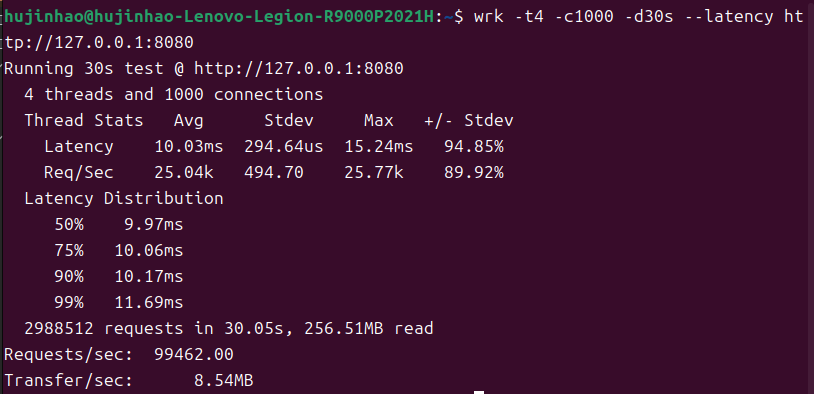 hujinhao@hujinhao-Lenovo-Legion-R9000P2021H:~$ wrk -t4 -c1000 -d30s --latency ht
tp://127.0.0.1:8080
Running 30s test @ http://127.0.0.1:8080
  4 threads and 1000 connections
  Thread Stats   Avg      Stdev     Max   +/- Stdev
    Latency    10.03ms  294.64us  15.24ms   94.85%
    Req/Sec    25.04k   494.70    25.77k    89.92%
  Latency Distribution
     50%    9.97ms
     75%   10.06ms
     90%   10.17ms
     99%   11.69ms
  2988512 requests in 30.05s, 256.51MB read
Requests/sec:  99462.00
Transfer/sec:      8.54MB